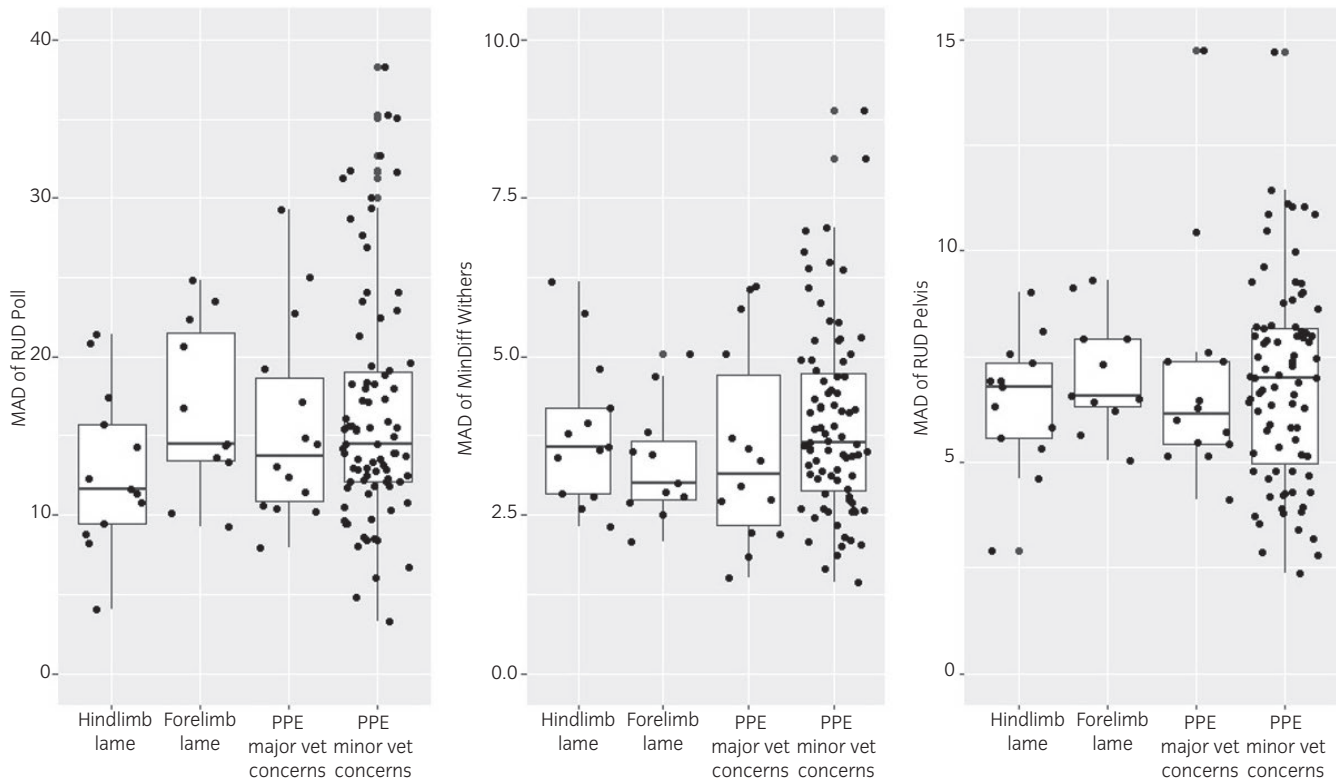 MAD of RUD Poll
40
30
20
10
0
Hindlimb
lame
Forelimb
lame
PPE
major vet
concerns
PPE
minor vet
concerns
MAD of MinDiff Withers
10.0
7.5
5.0
2.5
0.0
Hindlimb
lame
Forelimb
lame
PPE
major vet
concerns
PPE
minor vet
concerns
MAD of RUD Pelvis
15
10
5
0
Hindlimb
lame
Forelimb
lame
PPE
major vet
concerns
PPE
minor vet
concerns